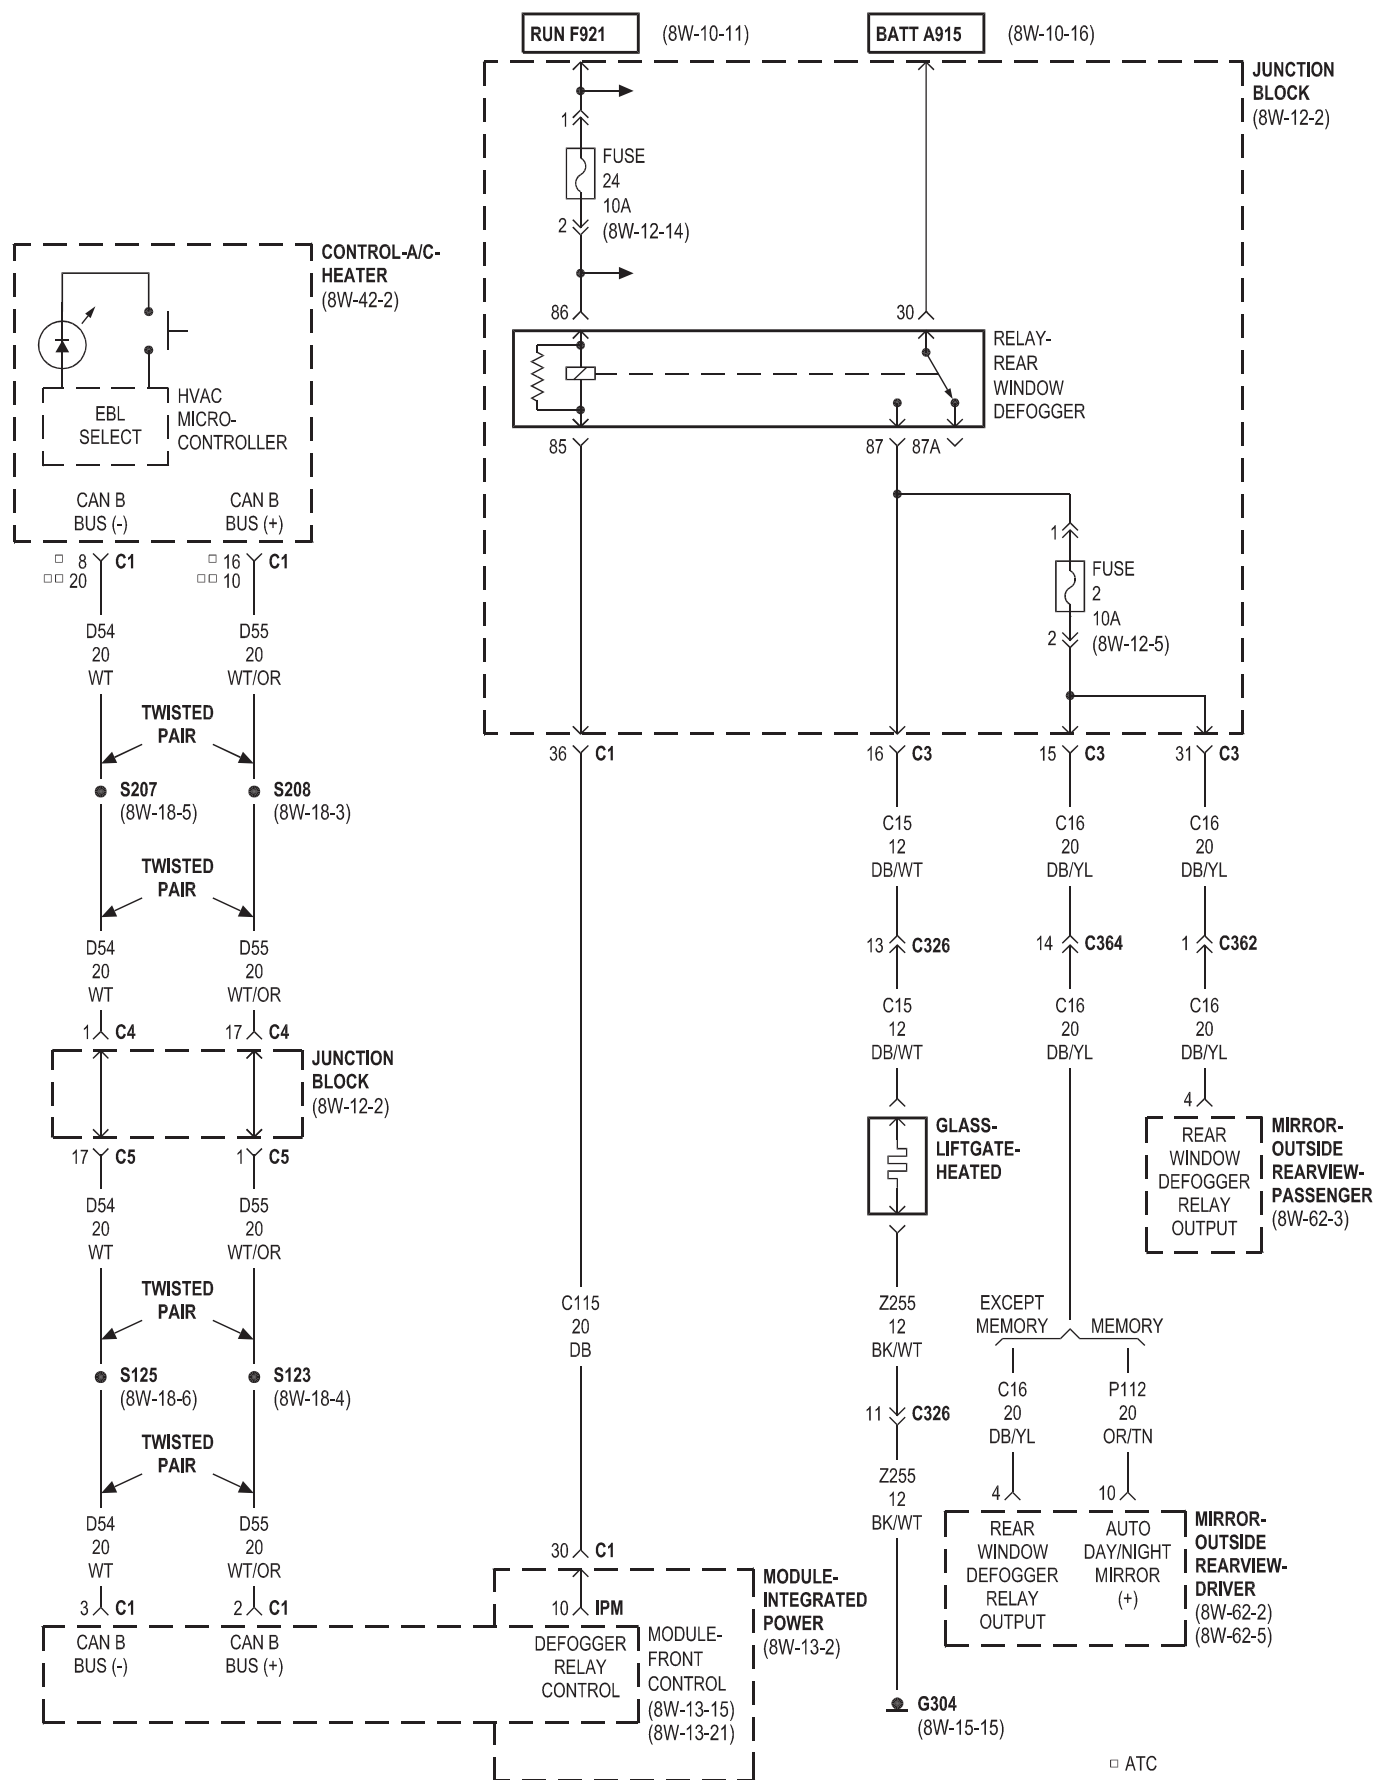 RUN F921 (8W-10-11) BATT A915 (8W-10-16)
JUNCTION
BLOCK
(8W-12-2)
1
FUSE
24
10A
2 (8W-12-14)
86 30
RELAY-
REAR
WINDOW
DEFOGGER
85 87 87A
1
FUSE
2
10A
2 (8W-12-5)
36 C1 16 C3 15 C3 31 C3
CONTROL-A/C-
HEATER
(8W-42-2)
EBL
SELECT
HVAC
MICRO-
CONTROLLER
CAN B
BUS (-)
CAN B
BUS (+)
□ 8 C1 □ 16 C1
□□ 20 □□ 10
D54
20
WT
D55
20
WT/OR
TWISTED
PAIR
S207
(8W-18-5)
S208
(8W-18-3)
TWISTED
PAIR
D54
20
WT
D55
20
WT/OR
1 C4 17 C4
JUNCTION
BLOCK
(8W-12-2)
17 C5 1 C5
D54
20
WT
D55
20
WT/OR
TWISTED
PAIR
S125
(8W-18-6)
S123
(8W-18-4)
TWISTED
PAIR
D54
20
WT
D55
20
WT/OR
3 C1 2 C1
CAN B
BUS (-)
CAN B
BUS (+)
C115
20
DB
30 C1
10 IPM
DEFOGGER
RELAY
CONTROL
MODULE-
FRONT
CONTROL
(8W-13-15)
(8W-13-21)
MODULE-
INTEGRATED
POWER
(8W-13-2)
C15
12
DB/WT
13 C326
C15
12
DB/WT
GLASS-
LIFTGATE-
HEATED
Z255
12
BK/WT
11 C326
Z255
12
BK/WT
G304
(8W-15-15)
C16
20
DB/YL
14 C364
C16
20
DB/YL
EXCEPT
MEMORY
MEMORY
C16
20
DB/YL
P112
20
OR/TN
4 10
REAR
WINDOW
DEFOGGER
RELAY
OUTPUT
AUTO
DAY/NIGHT
MIRROR
(+)
MIRROR-
OUTSIDE
REARVIEW-
DRIVER
(8W-62-2)
(8W-62-5)
C16
20
DB/YL
1 C362
C16
20
DB/YL
4
REAR
WINDOW
DEFOGGER
RELAY
OUTPUT
MIRROR-
OUTSIDE
REARVIEW-
PASSENGER
(8W-62-3)
□ ATC